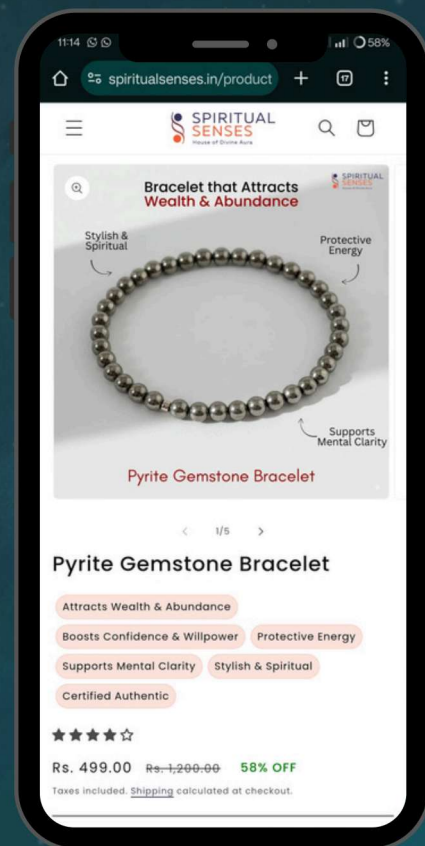 11:14 58%
spiritualsenses.in/product 17
SPIRITUAL
SENSES
House of Divine Aura
Bracelet that Attracts
Wealth & Abundance
SPIRITUAL
SENSES
Stylish &
Spiritual
Protective
Energy
Supports
Mental Clarity
Pyrite Gemstone Bracelet
1/5
Pyrite Gemstone Bracelet
Attracts Wealth & Abundance
Boosts Confidence & Willpower Protective Energy
Supports Mental Clarity Stylish & Spiritual
Certified Authentic
Rs. 499.00 Rs. 1,200.00 58% OFF
Taxes included. Shipping calculated at checkout.